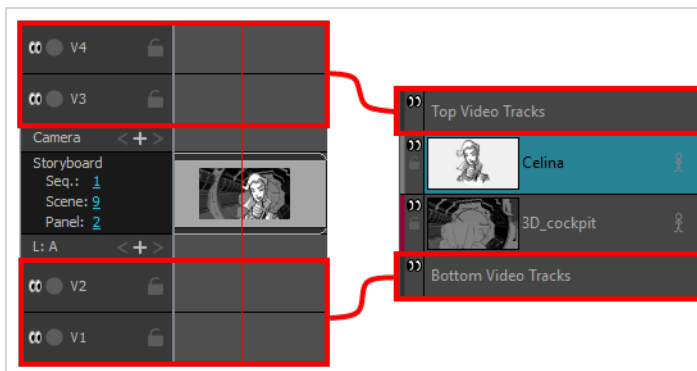 V4
V3
Camera < + >
Storyboard
Seq.: 1
Scene: 9
Panel: 2
L: A < + >
V2
V1
Top Video Tracks
Celina
3D_cockpit
Bottom Video Tracks